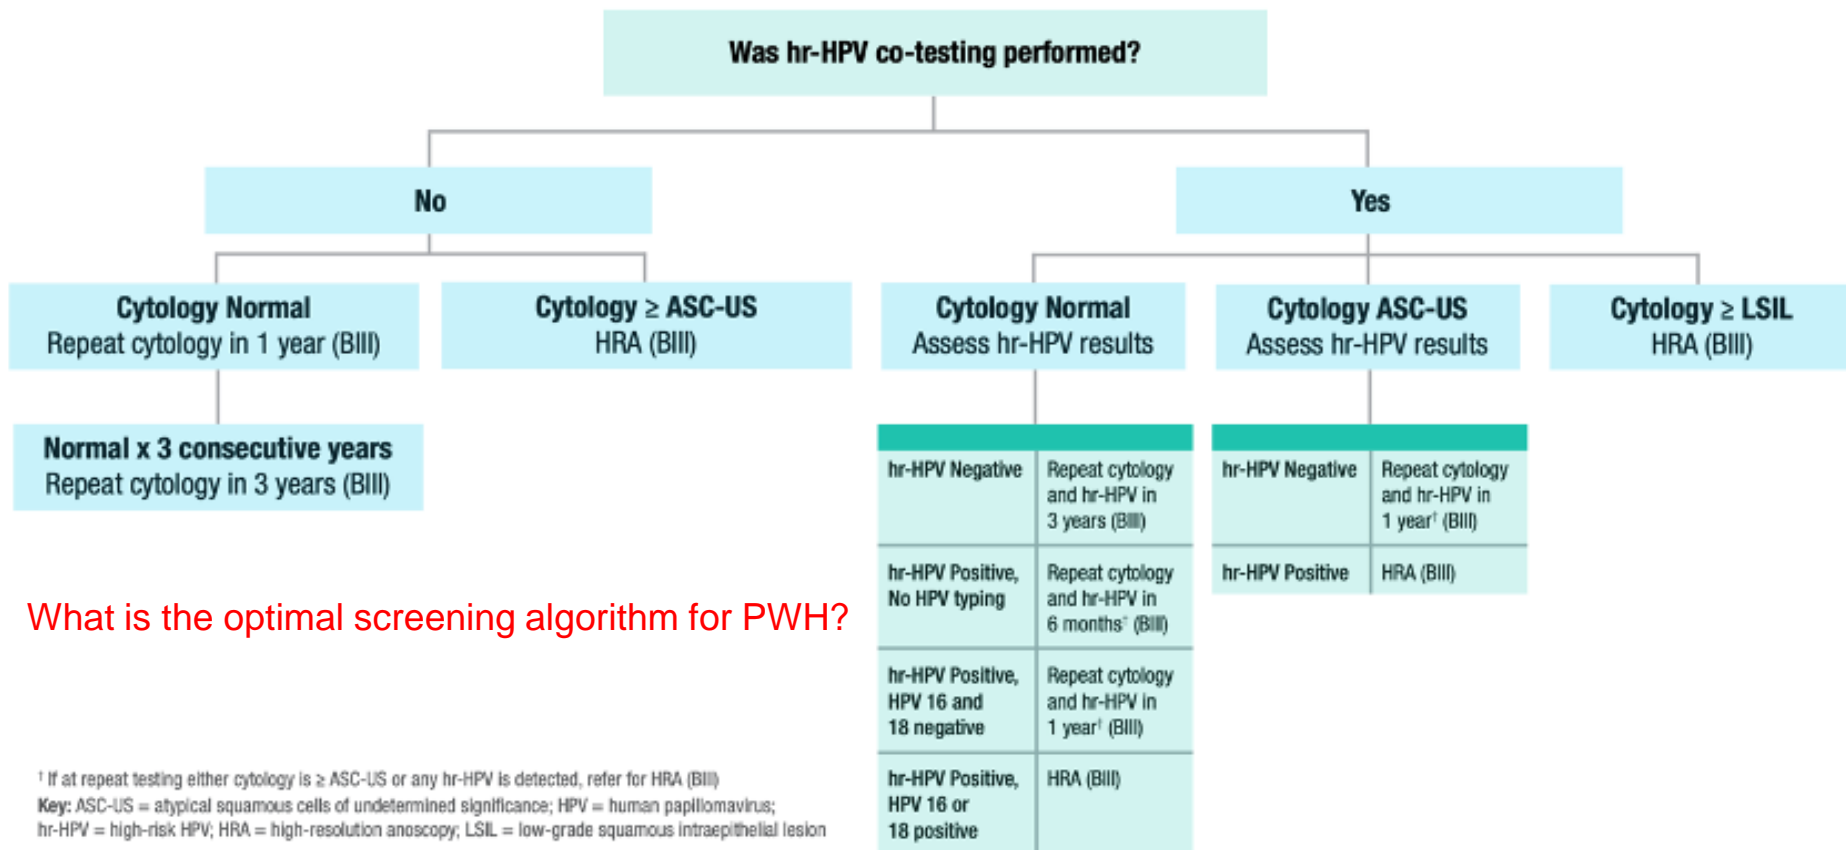 Was hr-HPV co-testing performed?
No
Yes
Cytology Normal
Repeat cytology in 1 year (BIII)
Cytology ≥ ASC-US
HRA (BIII)
Cytology Normal
Assess hr-HPV results
Cytology ASC-US
Assess hr-HPV results
Cytology ≥ LSIL
HRA (BIII)
Normal x 3 consecutive years
Repeat cytology in 3 years (BIII)
hr-HPV Negative
Repeat cytology
and hr-HPV in
3 years (BIII)
hr-HPV Positive,
No HPV typing
Repeat cytology
and hr-HPV in
6 months† (BIII)
hr-HPV Positive,
HPV 16 and
18 negative
Repeat cytology
and hr-HPV in
1 year† (BIII)
hr-HPV Positive,
HPV 16 or
18 positive
HRA (BIII)
hr-HPV Negative
Repeat cytology
and hr-HPV in
1 year† (BIII)
hr-HPV Positive
HRA (BIII)
What is the optimal screening algorithm for PWH?
† If at repeat testing either cytology is ≥ ASC-US or any hr-HPV is detected, refer for HRA (BIII)
Key: ASC-US = atypical squamous cells of undetermined significance; HPV = human papillomavirus;
hr-HPV = high-risk HPV; HRA = high-resolution anoscopy; LSIL = low-grade squamous intraepithelial lesion